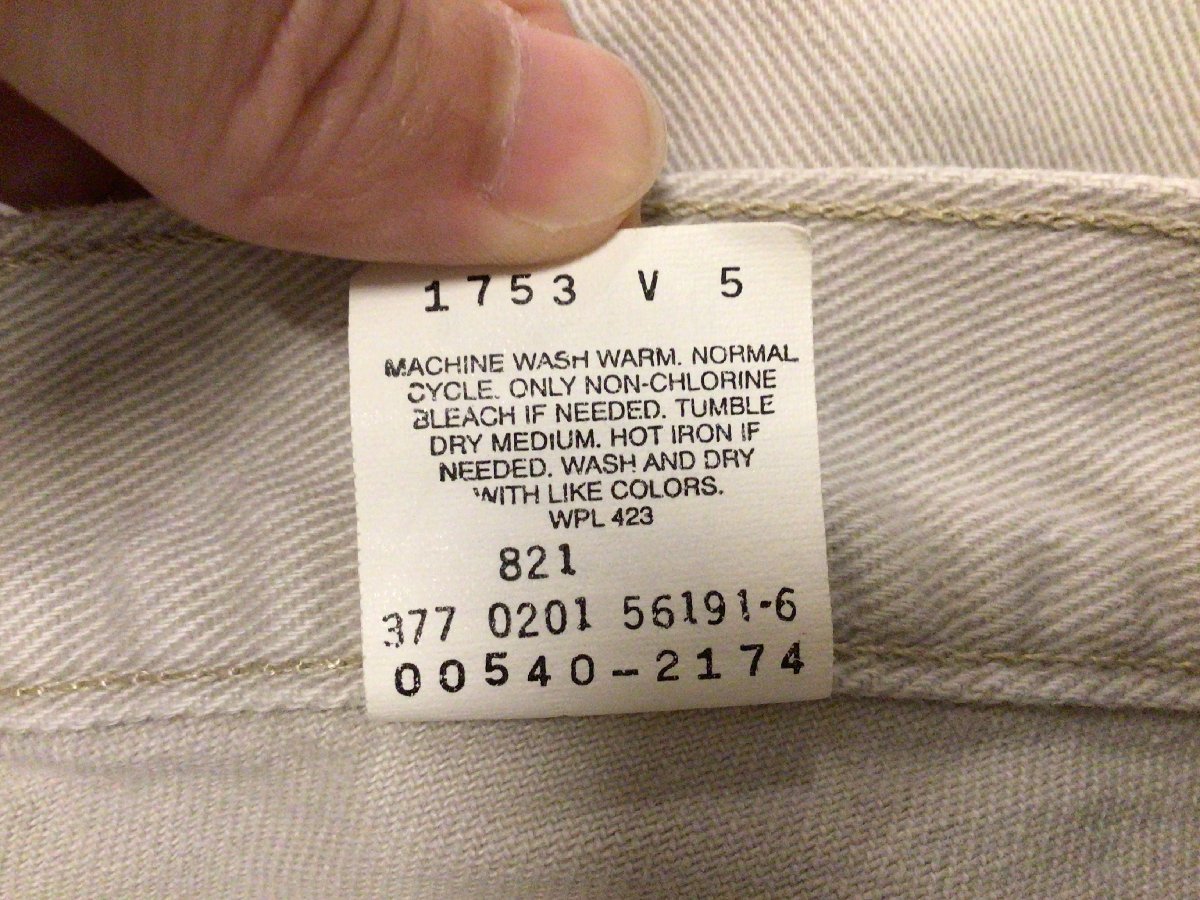 1753 V 5
MACHINE WASH WARM. NORMAL
CYCLE. ONLY NON-CHLORINE
BLEACH IF NEEDED. TUMBLE
DRY MEDIUM. HOT IRON IF
NEEDED. WASH AND DRY
WITH LIKE COLORS.
WPL 423
821
377 0201 56191-6
00540-2174